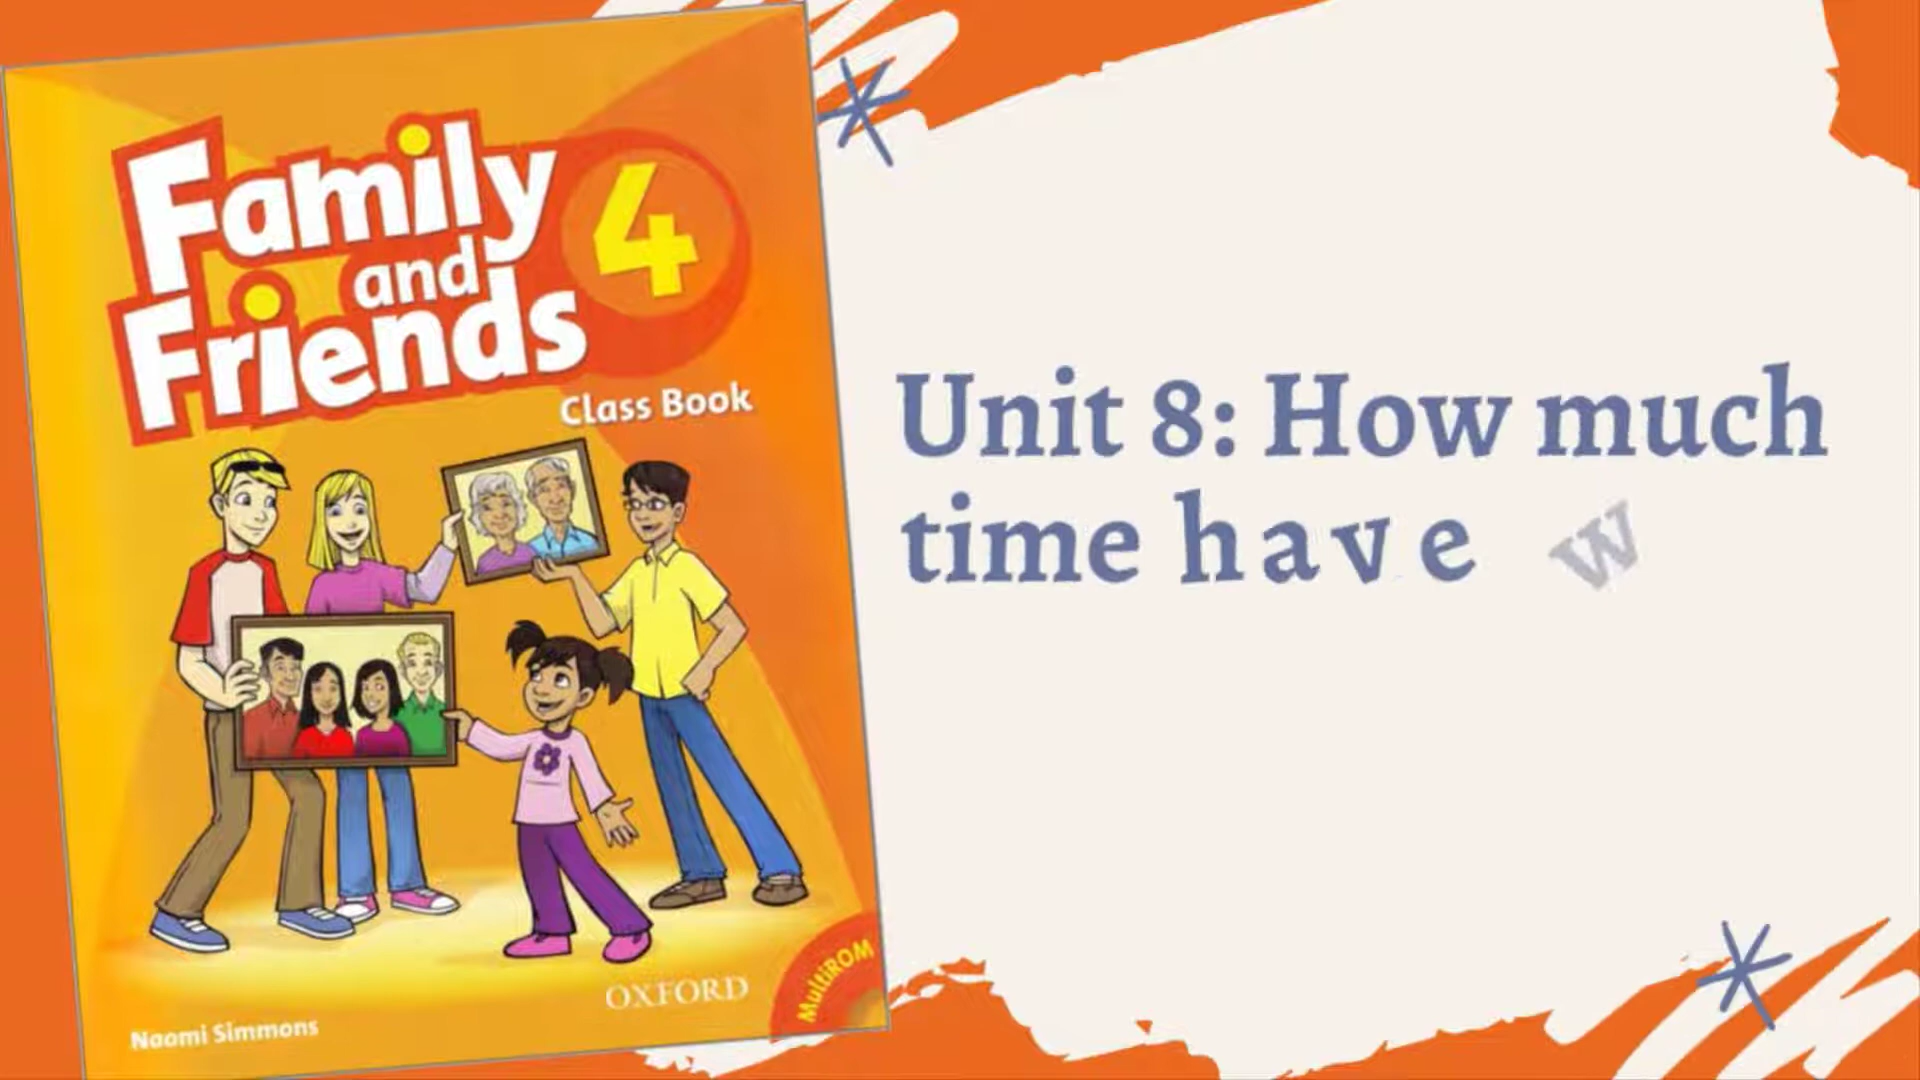 Family
and
Friends
4
Class Book
OXFORD
MultiROM
Naomi Simmons
Unit 8: How much
time have w